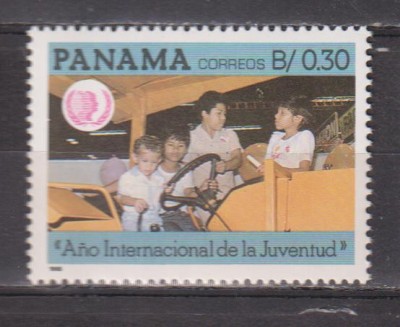 PANAMA CORREOS B/ 0.30
«Año Internacional de la Juventud»